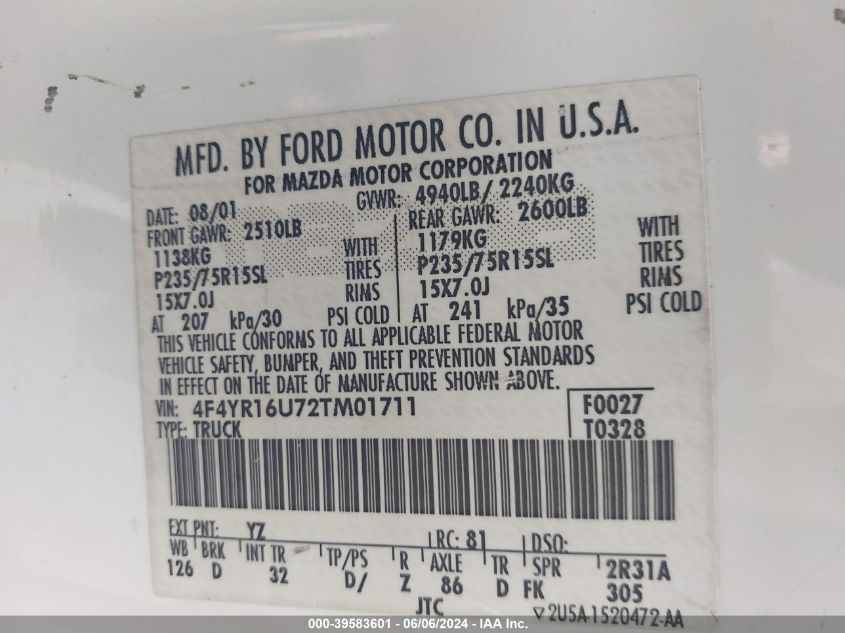 MFD. BY FORD MOTOR CO. IN U.S.A.
FOR MAZDA MOTOR CORPORATION
DATE: 08/01 GVWR: 4940LB/ 2240KG
FRONT GAWR: 2510LB REAR GAWR: 2600LB
1138KG WITH 1179KG WITH
P235/75R15SL TIRES P235/75R15SL TIRES
15X7.0J RIMS 15X7.0J RIMS
AT 207 kPa/30 PSI COLD AT 241 kPa/35 PSI COLD
THIS VEHICLE CONFORMS TO ALL APPLICABLE FEDERAL MOTOR
VEHICLE SAFETY, BUMPER, AND THEFT PREVENTION STANDARDS
IN EFFECT ON THE DATE OF MANUFACTURE SHOWN ABOVE.
VIN: 4F4YR16U72TM01711 F0027
TYPE: TRUCK T0328
EXT PNT: YZ RC: 81 DSO:
WB BRK INT TR TP/PS R AXLE TR SPR 2R31A
126 D 32 D/ Z 86 D FK 305
JTC ▽2U5A-1520472-AA
000-39583601 - 06/06/2024 - IAA Inc.